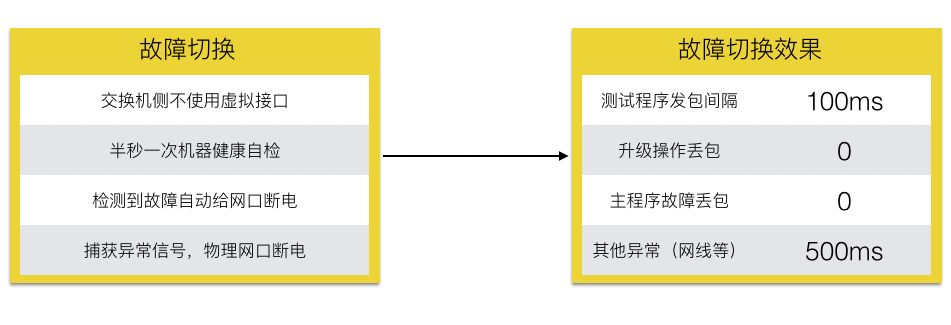 故障切换
交换机侧不使用虚拟接口
半秒一次机器健康自检
检测到故障自动给网口断电
捕获异常信号，物理网口断电
故障切换效果
测试程序发包间隔 100ms
升级操作丢包 0
主程序故障丢包 0
其他异常（网线等） 500ms